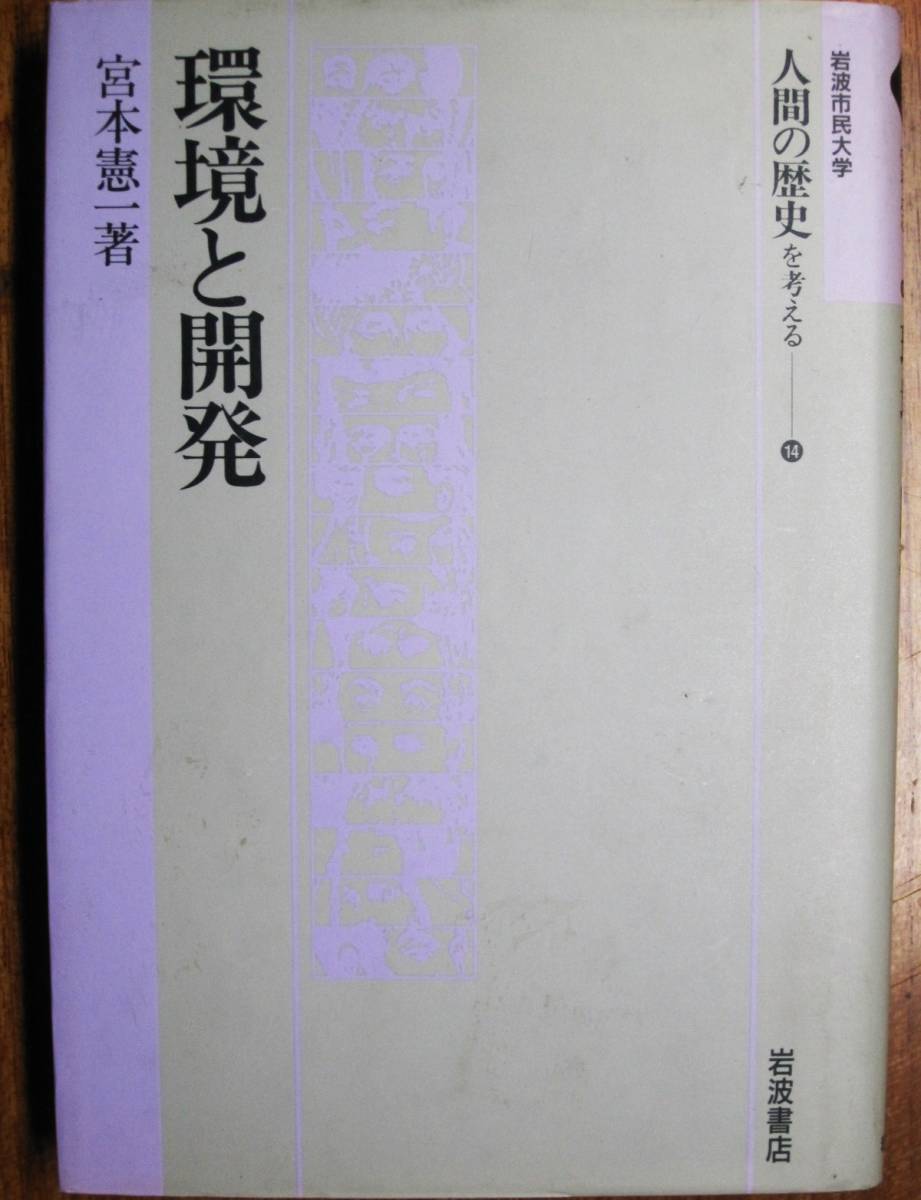 岩波市民大学
人間の歴史を考える――⓮
環境と開発
宮本憲一著
岩波書店